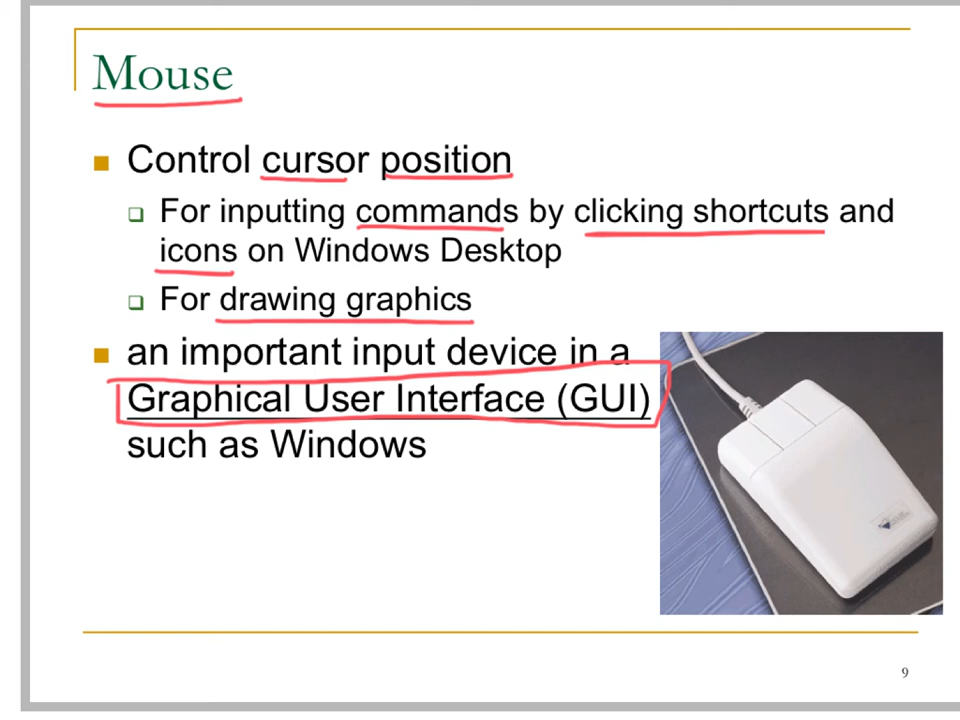 Mouse
Control cursor position
For inputting commands by clicking shortcuts and
icons on Windows Desktop
For drawing graphics
an important input device in a
Graphical User Interface (GUI)
such as Windows
9